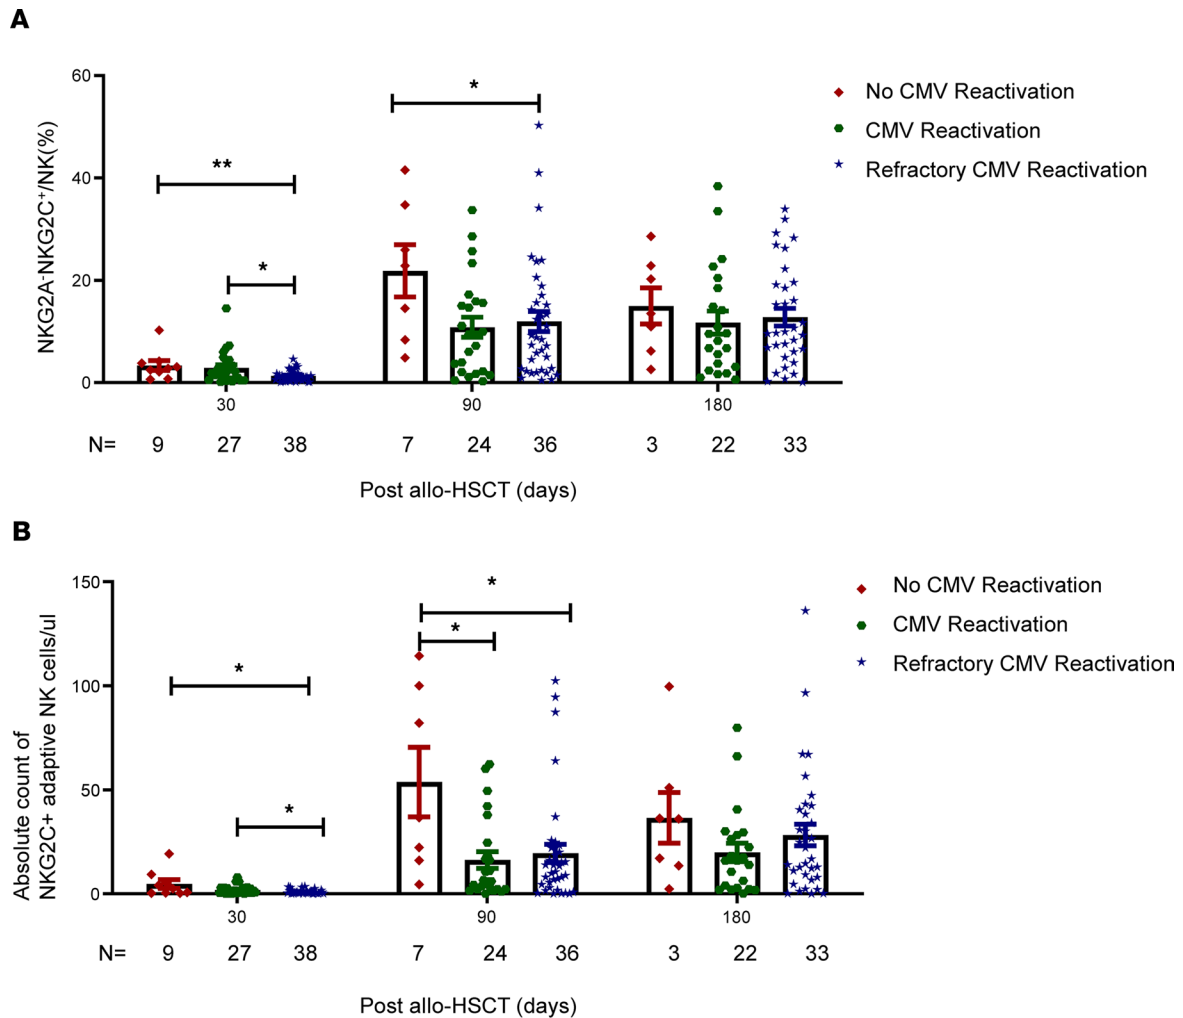 A
NKG2A-NKG2C+/NK(%)
60
40
20
0
**
*
*
No CMV Reactivation
CMV Reactivation
Refractory CMV Reactivation
30 90 180
N= 9 27 38 7 24 36 3 22 33
Post allo-HSCT (days)
B
Absolute count of
NKG2C+ adaptive NK cells/ul
150
100
50
0
*
*
*
*
No CMV Reactivation
CMV Reactivation
Refractory CMV Reactivation
30 90 180
N= 9 27 38 7 24 36 3 22 33
Post allo-HSCT (days)